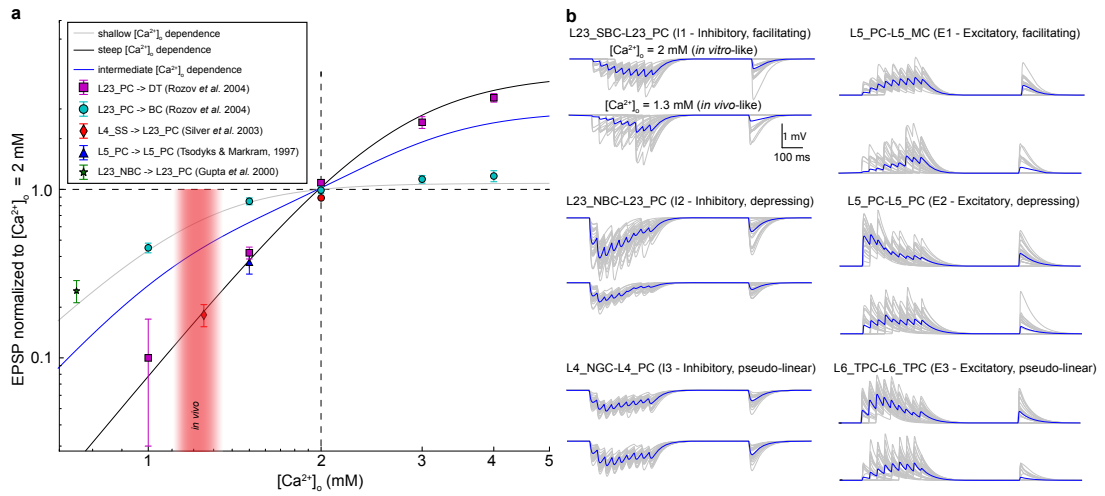 a
shallow [Ca²⁺]ₒ dependence
steep [Ca²⁺]ₒ dependence
intermediate [Ca²⁺]ₒ dependence
L23_PC -> DT (Rozov et al. 2004)
L23_PC -> BC (Rozov et al. 2004)
L4_SS -> L23_PC (Silver et al. 2003)
L5_PC -> L5_PC (Tsodyks & Markram, 1997)
L23_NBC -> L23_PC (Gupta et al. 2000)
EPSP normalized to [Ca²⁺]ₒ = 2 mM
1.0
0.1
in vivo
1 2 3 4 5
[Ca²⁺]ₒ (mM)
b
L23_SBC-L23_PC (I1 - Inhibitory, facilitating)
[Ca²⁺]ₒ = 2 mM (in vitro-like)
[Ca²⁺]ₒ = 1.3 mM (in vivo-like)
1 mV
100 ms
L5_PC-L5_MC (E1 - Excitatory, facilitating)
L23_NBC-L23_PC (I2 - Inhibitory, depressing)
L5_PC-L5_PC (E2 - Excitatory, depressing)
L4_NGC-L4_PC (I3 - Inhibitory, pseudo-linear)
L6_TPC-L6_TPC (E3 - Excitatory, pseudo-linear)